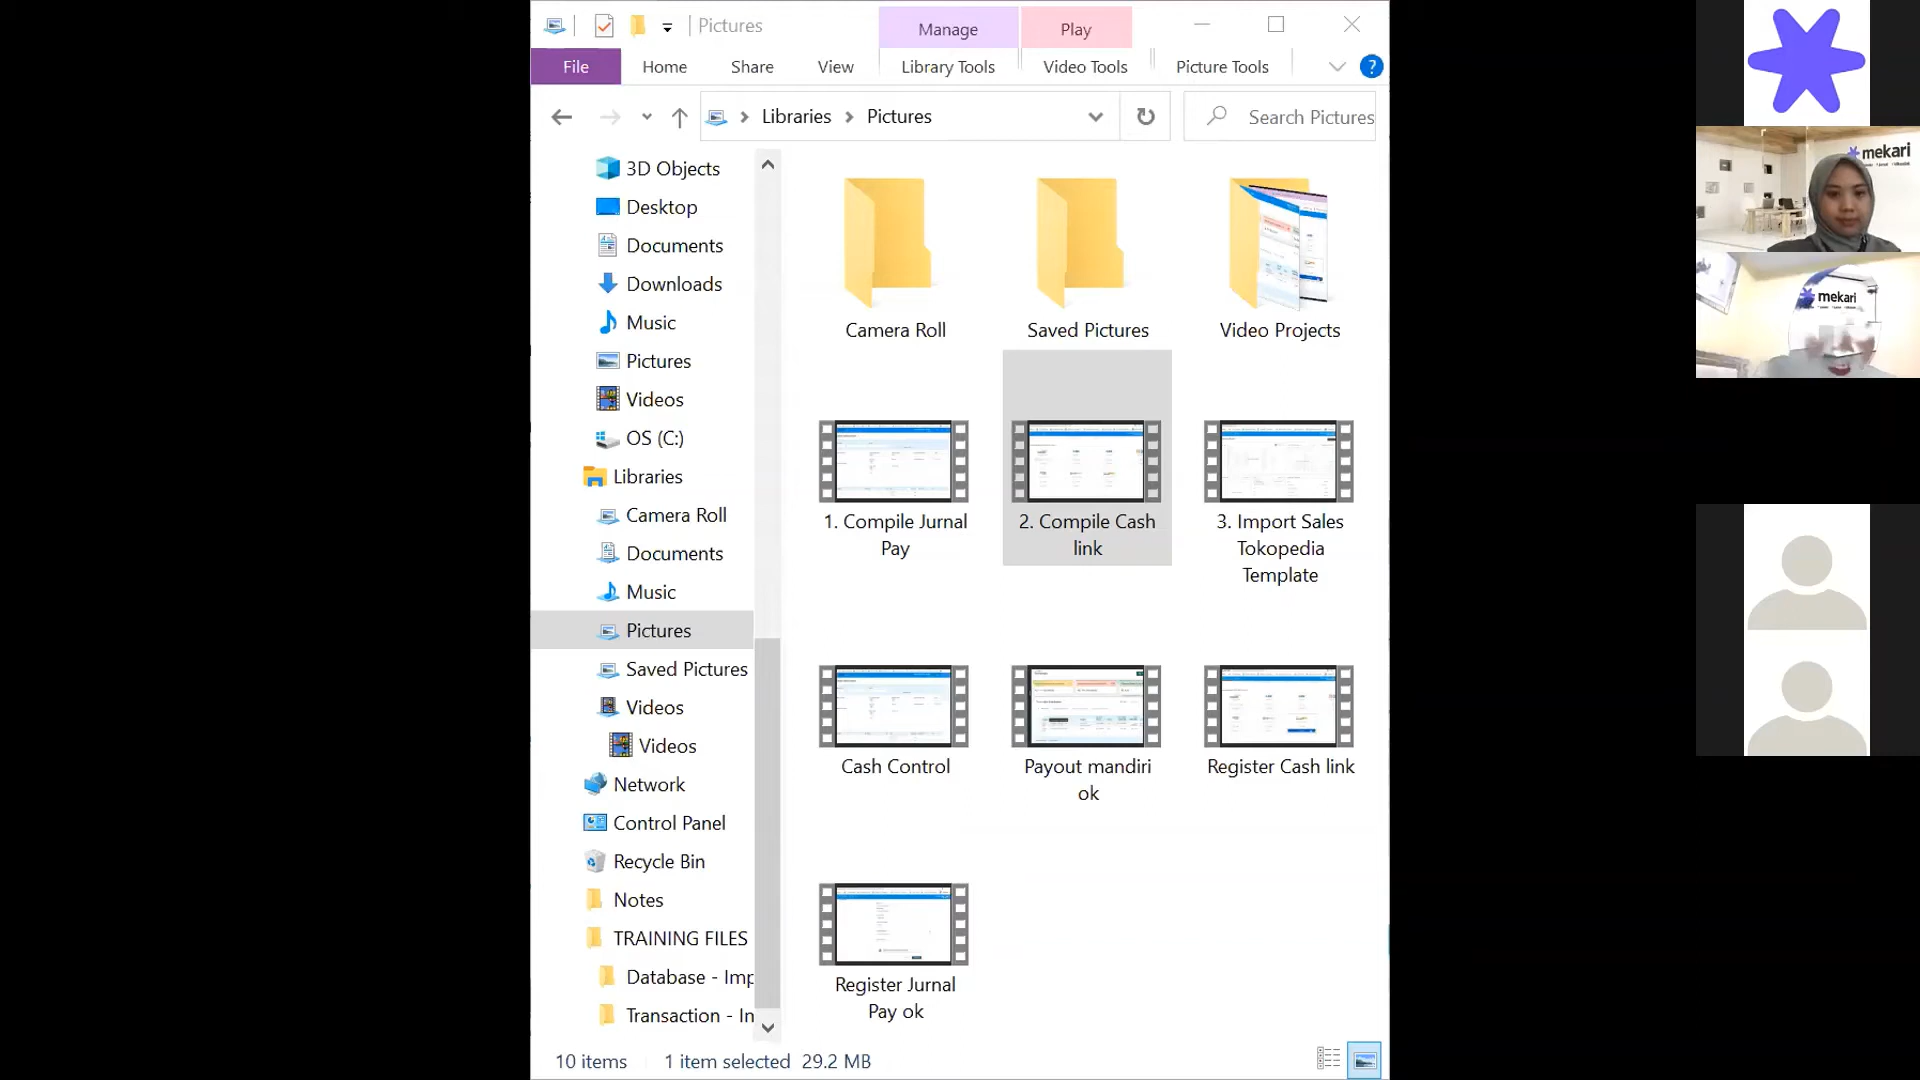 Pictures
Manage
Play
File
Home
Share
View
Library Tools
Video Tools
Picture Tools
?
Libraries
Pictures
Search Pictures
3D Objects
Desktop
Documents
Downloads
Music
Pictures
Videos
OS (C:)
Libraries
Camera Roll
Documents
Music
Pictures
Saved Pictures
Videos
Videos
Network
Control Panel
Recycle Bin
Notes
TRAINING FILES
Database - Imp
Transaction - In
Camera Roll
Saved Pictures
Video Projects
1. Compile Jurnal
Pay
2. Compile Cash
link
3. Import Sales
Tokopedia
Template
Cash Control
Payout mandiri
ok
Register Cash link
Register Jurnal
Pay ok
10 items
1 item selected 29.2 MB
mekari
mekari